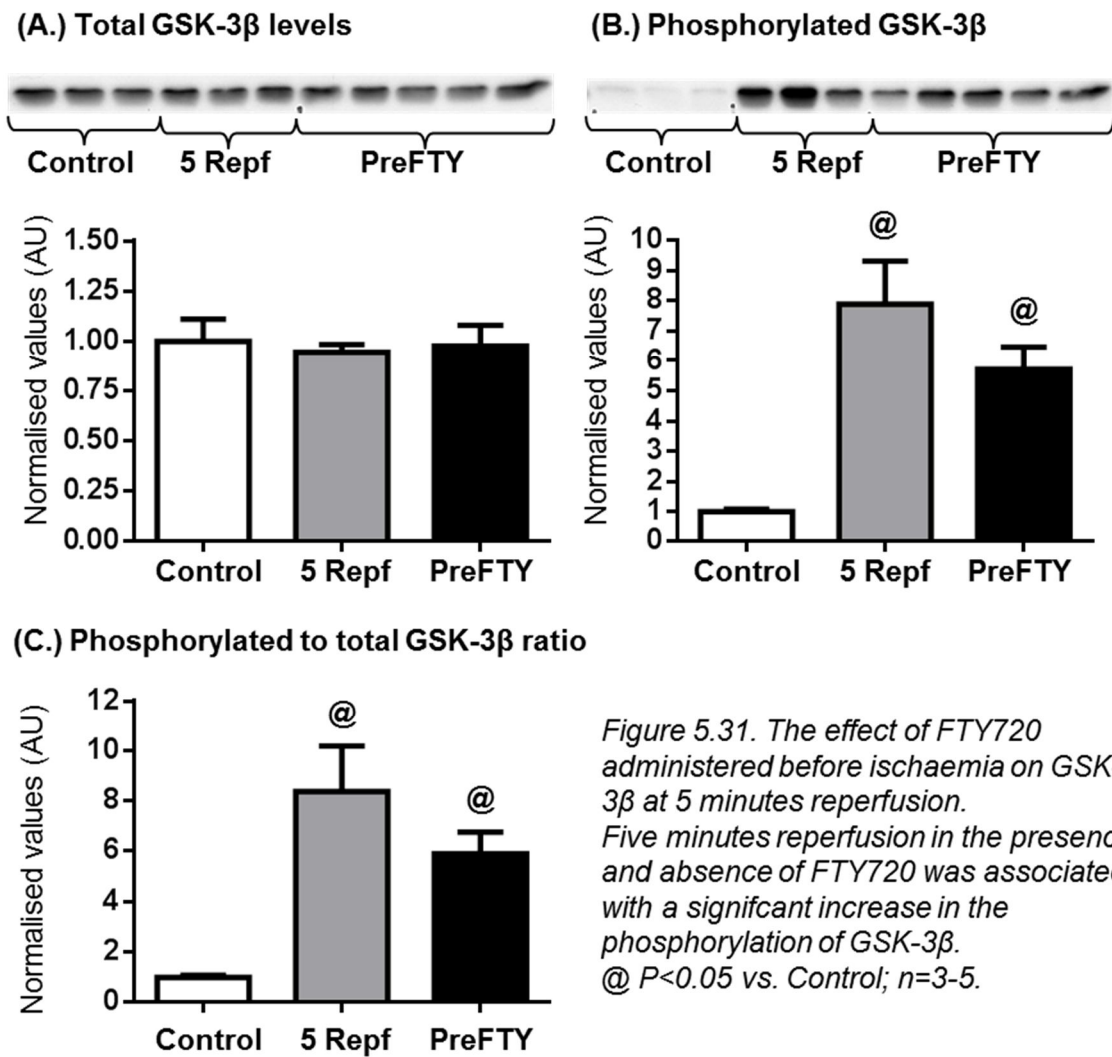 (A.) Total GSK-3β levels
Control 5 Repf PreFTY
Normalised values (AU)
1.50
1.25
1.00
0.75
0.50
0.25
0.00
Control 5 Repf PreFTY
(B.) Phosphorylated GSK-3β
Control 5 Repf PreFTY
Normalised values (AU)
10
9
8
7
6
5
4
3
2
1
0
@
@
Control 5 Repf PreFTY
(C.) Phosphorylated to total GSK-3β ratio
Normalised values (AU)
12
10
8
6
4
2
0
@
@
Control 5 Repf PreFTY
Figure 5.31. The effect of FTY720
administered before ischaemia on GSK-
3β at 5 minutes reperfusion.
Five minutes reperfusion in the presenc
and absence of FTY720 was associated
with a signifcant increase in the
phosphorylation of GSK-3β.
@ P<0.05 vs. Control; n=3-5.